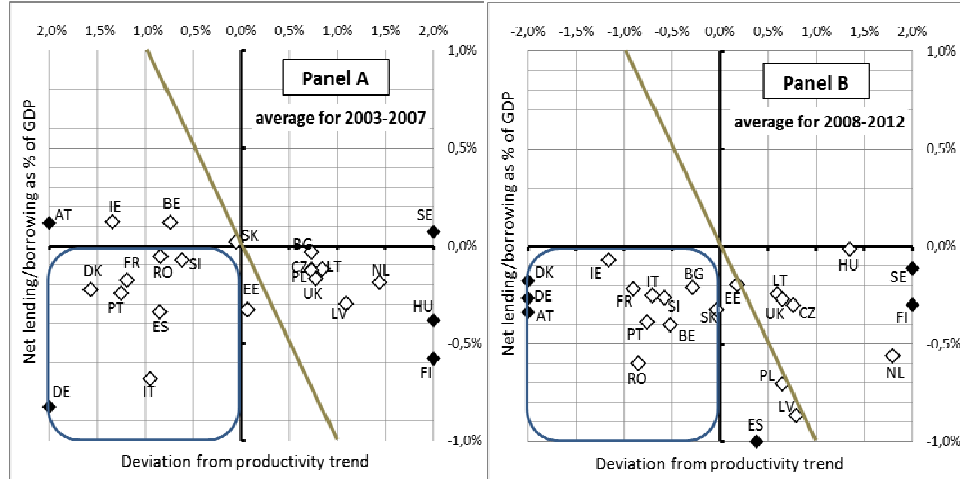 2,0% 1,5% 1,0% 0,5% 0,0% 0,5% 1,0% 1,5% 2,0%
1,0%
Panel A
average for 2003-2007
0,5%
Net lending/borrowing as % of GDP
AT
IE
BE
SE
SK
BG
0,0%
FR
RO
SI
CZ
LT
DK
PL
NL
PT
EE
UK
ES
LV
HU
-0,5%
IT
FI
DE
-1,0%
Deviation from productivity trend
-2,0% -1,5% -1,0% -0,5% 0,0% 0,5% 1,0% 1,5% 2,0%
1,0%
Panel B
average for 2008-2012
0,5%
Net lending/borrowing as % of GDP
0,0%
HU
DK
IE
IT
BG
LT
SE
DE
FR
SI
EE
AT
SK
UK
CZ
FI
PT
BE
-0,5%
RO
PL
NL
LV
ES
-1,0%
Deviation from productivity trend